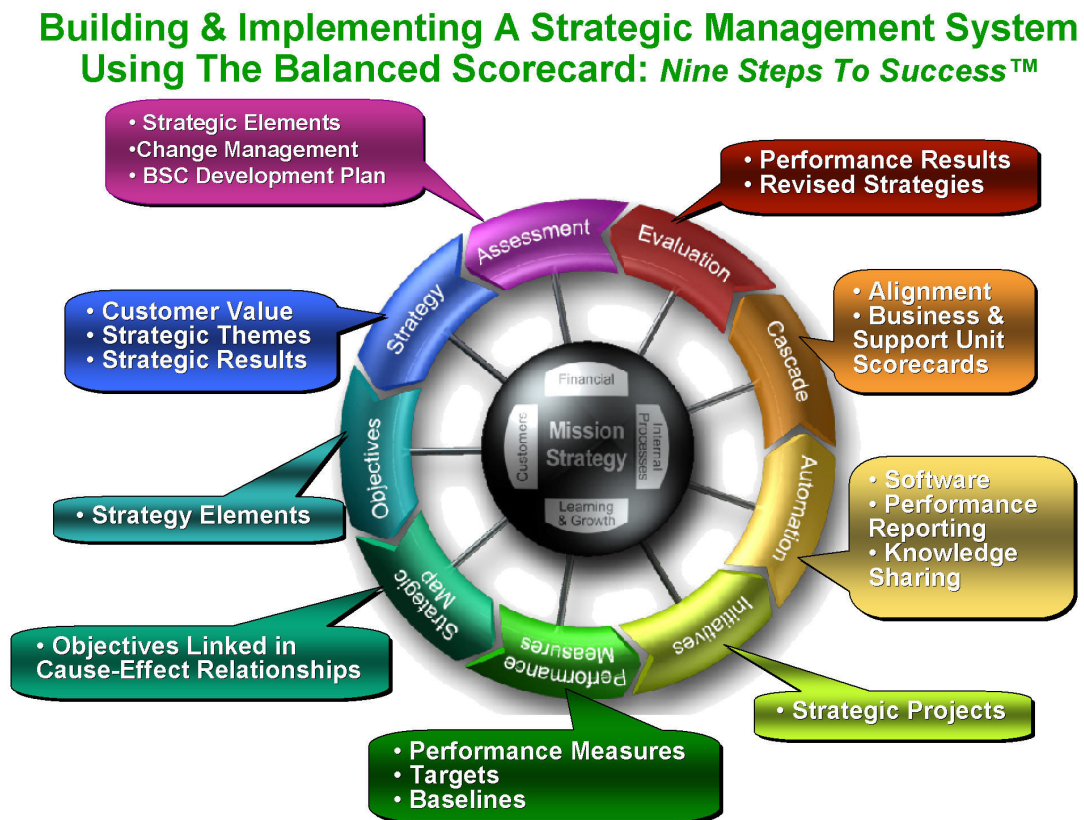 Building & Implementing A Strategic Management System
Using The Balanced Scorecard: Nine Steps To Success™
• Strategic Elements
•Change Management
• BSC Development Plan
• Performance Results
• Revised Strategies
Assessment
Evaluation
Strategy
• Customer Value
• Strategic Themes
• Strategic Results
• Alignment
• Business &
Support Unit
Scorecards
Cascade
Financial
Customers
Mission
Strategy
Internal
Processes
Learning
& Growth
Objectives
• Strategy Elements
Automation
• Software
• Performance
Reporting
• Knowledge
Sharing
Strategic
Map
• Objectives Linked in
Cause-Effect Relationships
Performance
Measures
Initiatives
• Strategic Projects
• Performance Measures
• Targets
• Baselines